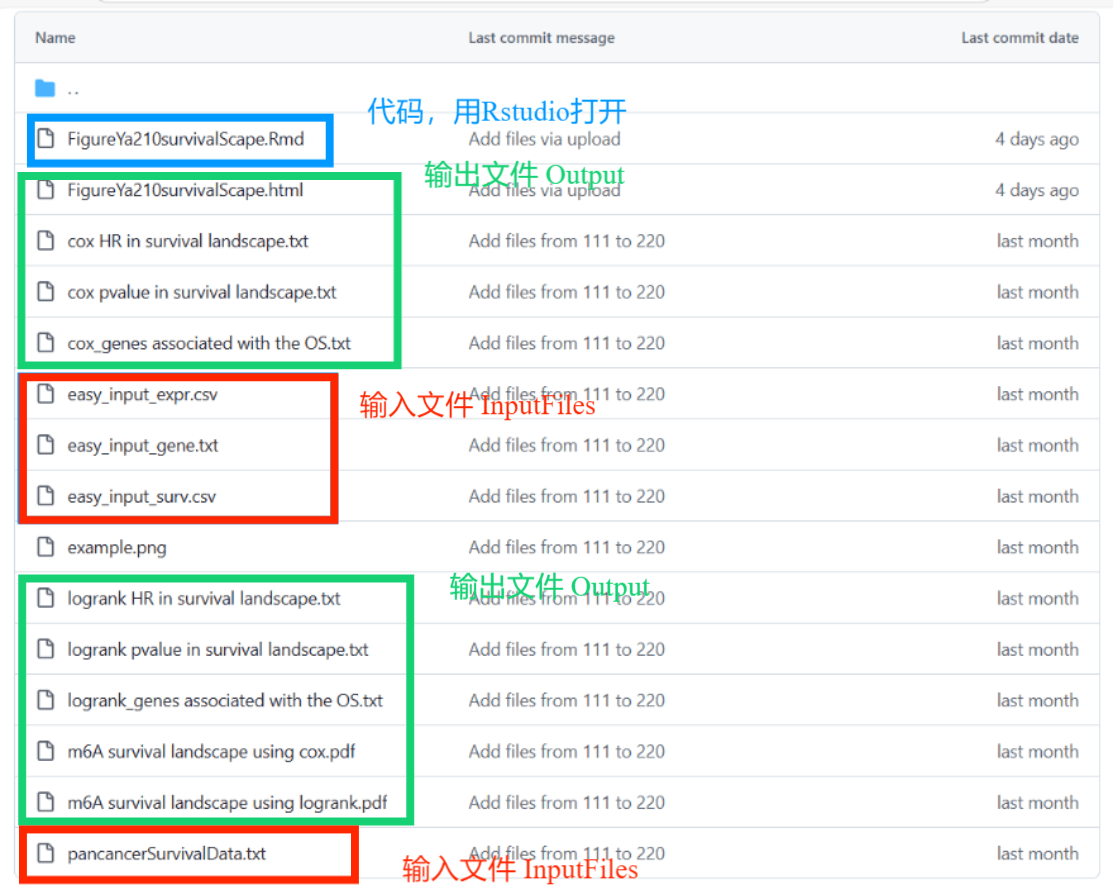 Name Last commit message Last commit date
..
代码，用Rstudio打开
FigureYa210survivalScape.Rmd Add files via upload 4 days ago
输出文件 Output
FigureYa210survivalScape.html Add files via upload 4 days ago
cox HR in survival landscape.txt Add files from 111 to 220 last month
cox pvalue in survival landscape.txt Add files from 111 to 220 last month
cox_genes associated with the OS.txt Add files from 111 to 220 last month
easy_input_expr.csv Add files from 111 to 220 last month
输入文件 InputFiles
easy_input_gene.txt Add files from 111 to 220 last month
easy_input_surv.csv Add files from 111 to 220 last month
example.png Add files from 111 to 220 last month
输出文件 Output
logrank HR in survival landscape.txt Add files from 111 to 220 last month
logrank pvalue in survival landscape.txt Add files from 111 to 220 last month
logrank_genes associated with the OS.txt Add files from 111 to 220 last month
m6A survival landscape using cox.pdf Add files from 111 to 220 last month
m6A survival landscape using logrank.pdf Add files from 111 to 220 last month
pancancerSurvivalData.txt Add files from 111 to 220 last month
输入文件 InputFiles